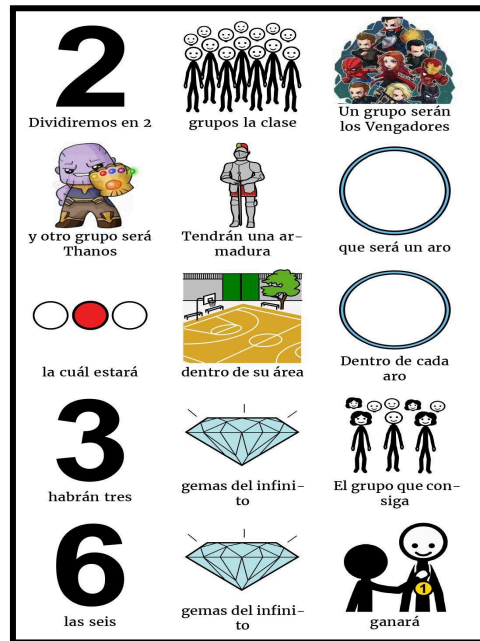 2
Dividiremos en 2
grupos la clase
Un grupo serán
los Vengadores
y otro grupo será
Thanos
Tendrán una ar-
madura
que será un aro
la cuál estará
dentro de su área
Dentro de cada
aro
3
habrán tres
gemas del infini-
to
El grupo que con-
siga
6
las seis
gemas del infini-
to
1
ganará